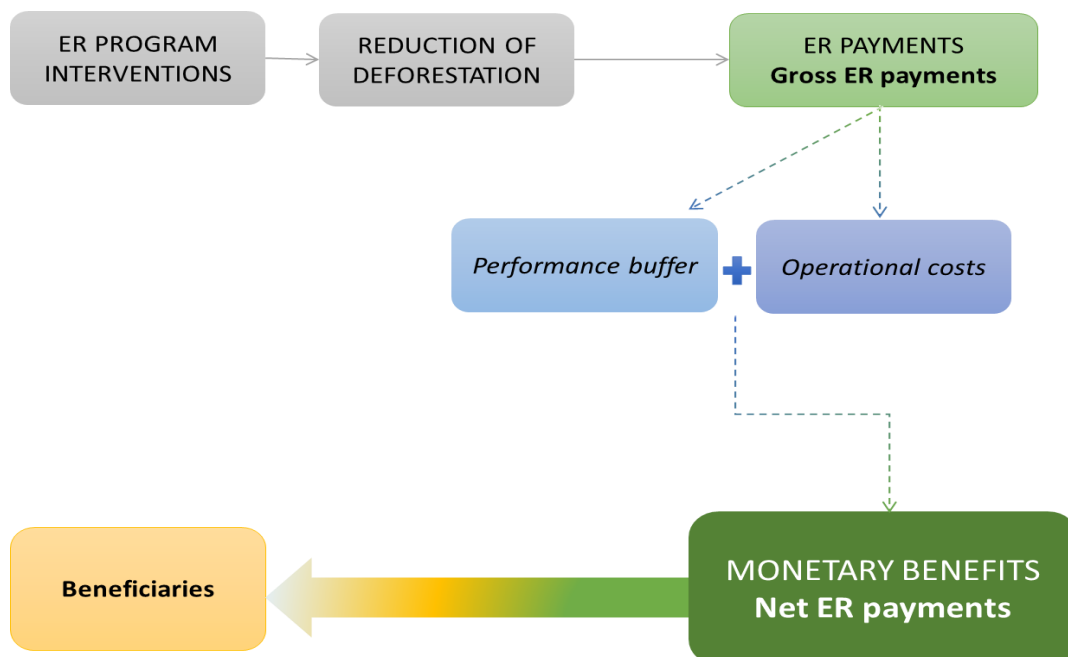 ER PROGRAM
INTERVENTIONS
REDUCTION OF
DEFORESTATION
ER PAYMENTS
Gross ER payments
Performance buffer
Operational costs
Beneficiaries
MONETARY BENEFITS
Net ER payments